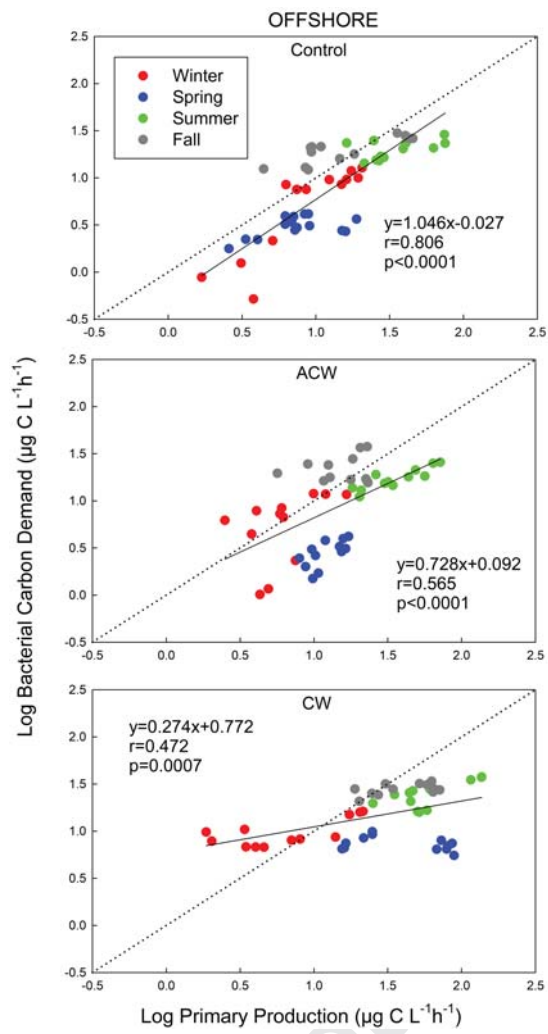 OFFSHORE
Control
Winter
Spring
Summer
Fall
y=1.046x-0.027
r=0.806
p<0.0001
2.5
2.0
1.5
1.0
0.5
0.0
-0.5
-0.5 0.0 0.5 1.0 1.5 2.0 2.5
ACW
y=0.728x+0.092
r=0.565
p<0.0001
2.5
2.0
1.5
1.0
0.5
0.0
-0.5
-0.5 0.0 0.5 1.0 1.5 2.0 2.5
Log Bacterial Carbon Demand (µg C L⁻¹h⁻¹)
CW
y=0.274x+0.772
r=0.472
p=0.0007
2.5
2.0
1.5
1.0
0.5
0.0
-0.5
-0.5 0.0 0.5 1.0 1.5 2.0 2.5
Log Primary Production (µg C L⁻¹h⁻¹)